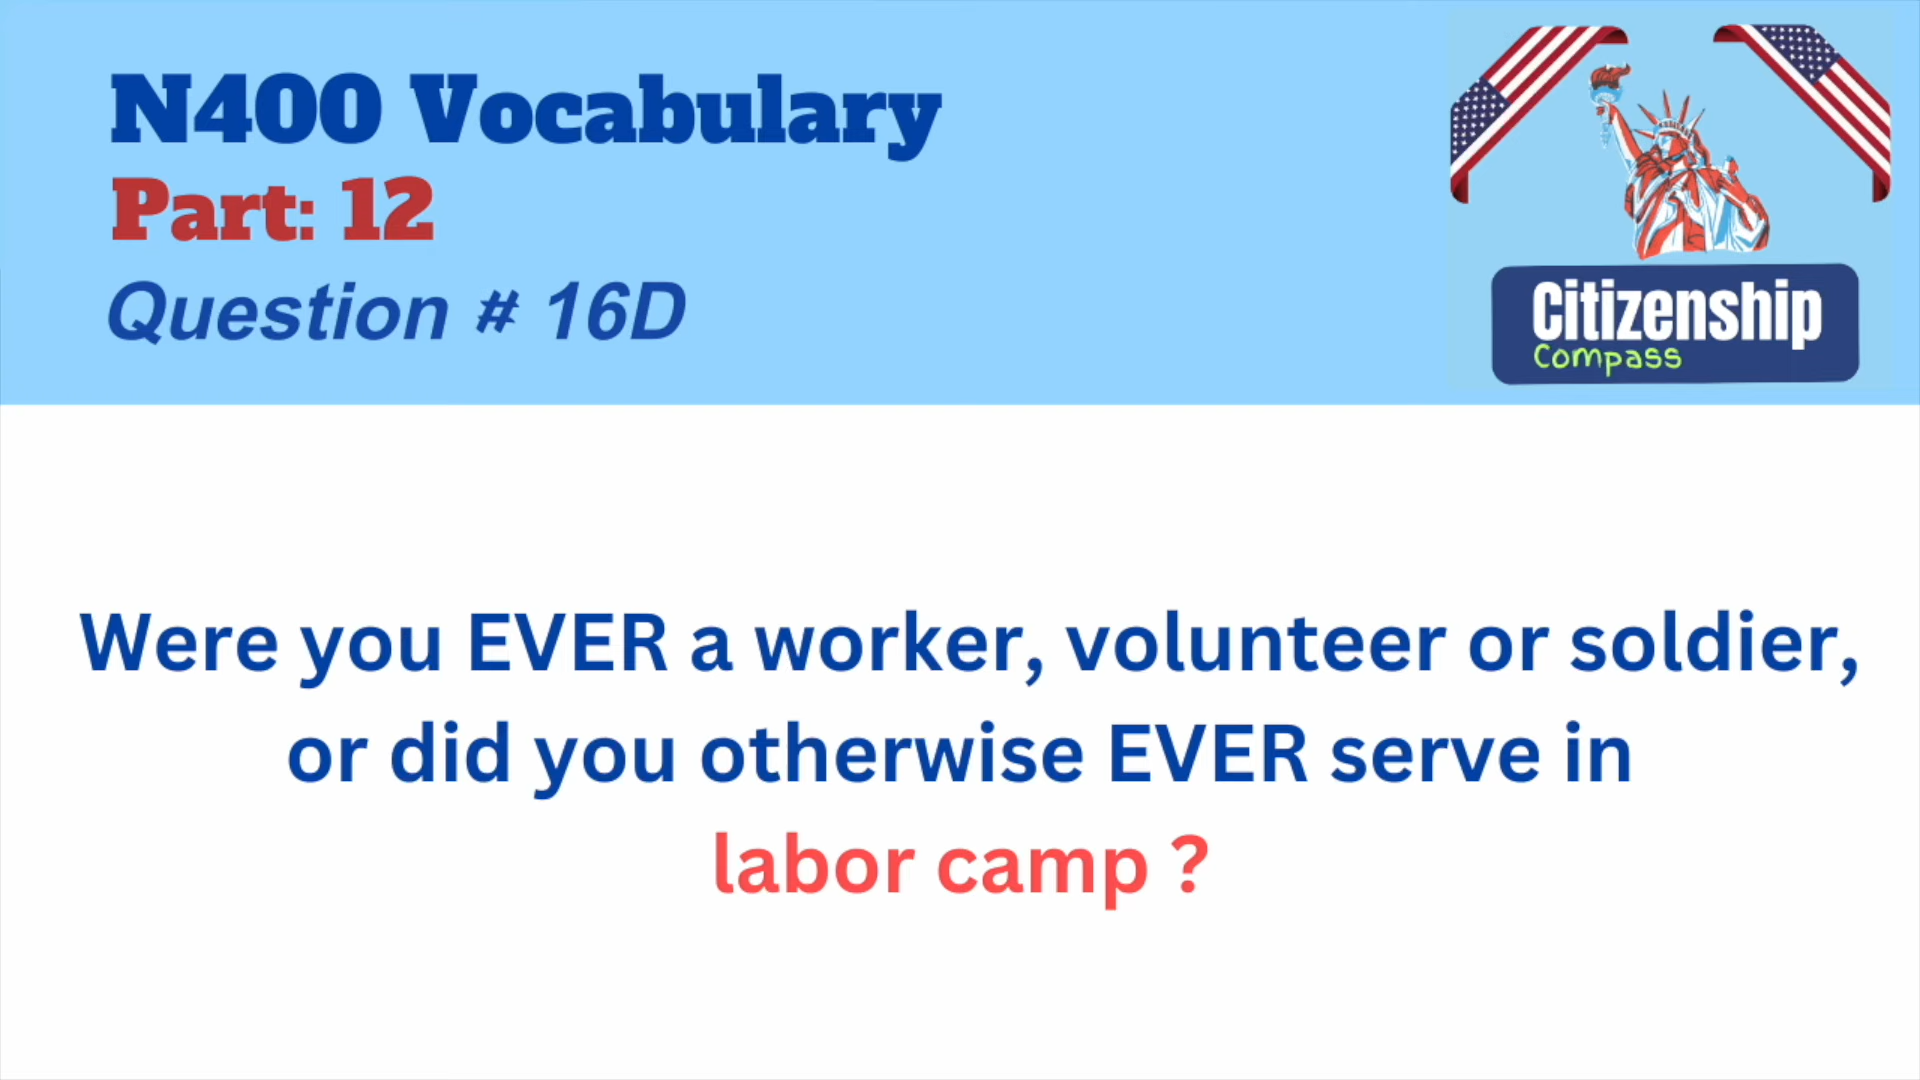 N400 Vocabulary
Part: 12
Question # 16D
Citizenship
Compass
Were you EVER a worker, volunteer or soldier,
or did you otherwise EVER serve in
labor camp ?